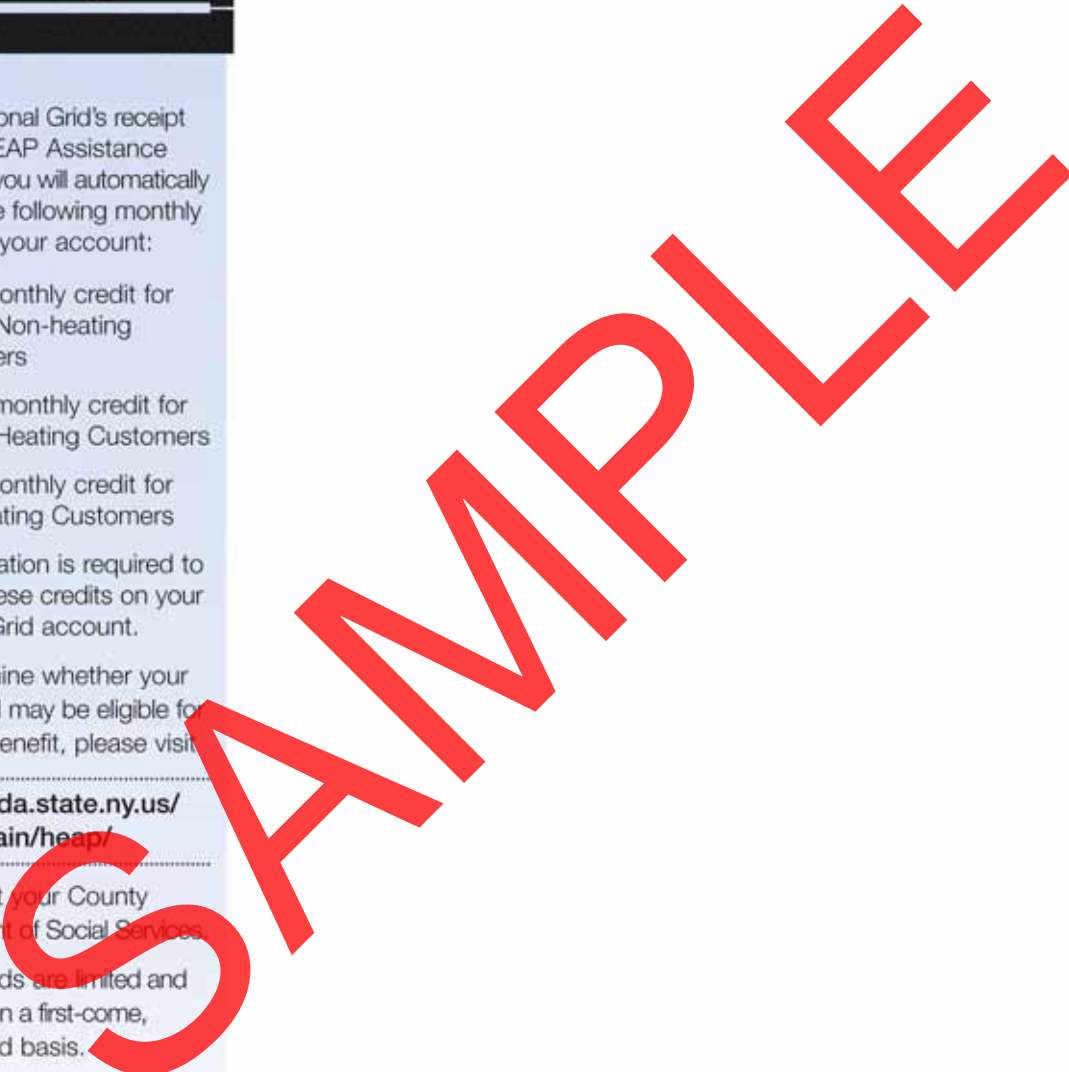 onal Grid's receipt
EAP Assistance
you will automatically
e following monthly
your account:
onthly credit for
Non-heating
ers
monthly credit for
Heating Customers
onthly credit for
ating Customers
ation is required to
ese credits on your
Grid account.
ine whether your
may be eligible for
enefit, please visit
da.state.ny.us/
ain/heap/
t your County
nt of Social Services.
ds are limited and
n a first-come,
d basis.
SAMPLE